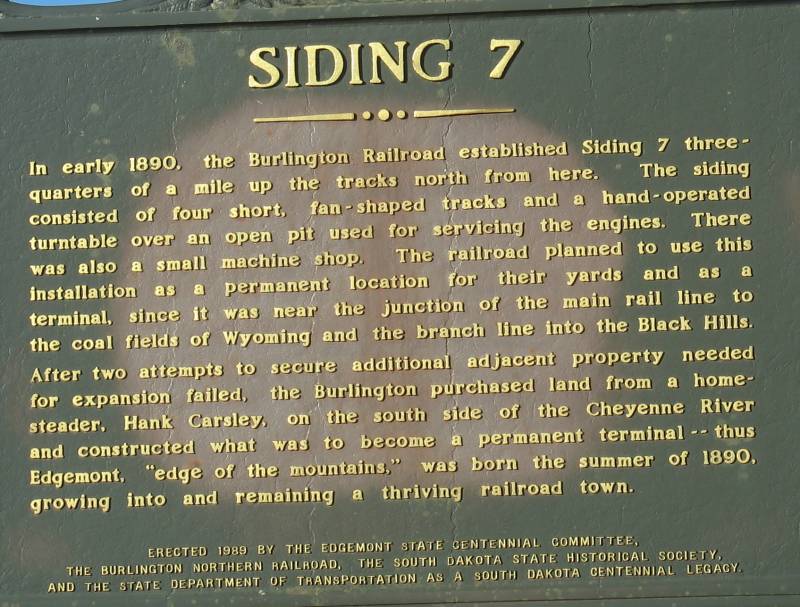 SIDING 7
In early 1890, the Burlington Railroad established Siding 7 three-
quarters of a mile up the tracks north from here. The siding
consisted of four short, fan-shaped tracks and a hand-operated
turntable over an open pit used for servicing the engines. There
was also a small machine shop. The railroad planned to use this
installation as a permanent location for their yards and as a
terminal, since it was near the junction of the main rail line to
the coal fields of Wyoming and the branch line into the Black Hills.
After two attempts to secure additional adjacent property needed
for expansion failed, the Burlington purchased land from a home-
steader, Hank Carsley, on the south side of the Cheyenne River
and constructed what was to become a permanent terminal -- thus
Edgemont, "edge of the mountains," was born the summer of 1890,
growing into and remaining a thriving railroad town.
ERECTED 1989 BY THE EDGEMONT STATE CENTENNIAL COMMITTEE,
THE BURLINGTON NORTHERN RAILROAD, THE SOUTH DAKOTA STATE HISTORICAL SOCIETY,
AND THE STATE DEPARTMENT OF TRANSPORTATION AS A SOUTH DAKOTA CENTENNIAL LEGACY.